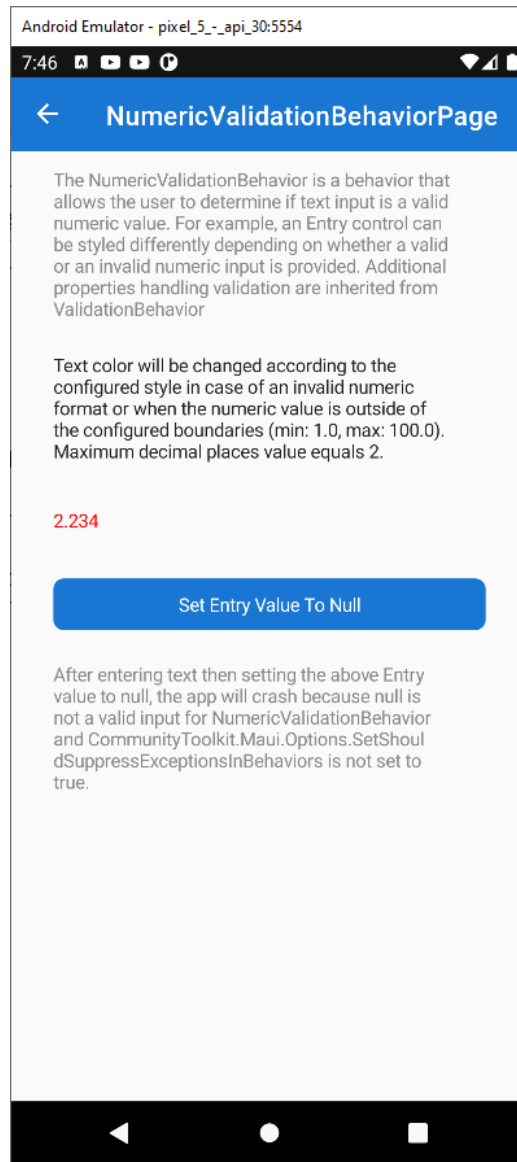 Android Emulator - pixel_5_-_api_30:5554
7:46
NumericValidationBehaviorPage
The NumericValidationBehavior is a behavior that
allows the user to determine if text input is a valid
numeric value. For example, an Entry control can
be styled differently depending on whether a valid
or an invalid numeric input is provided. Additional
properties handling validation are inherited from
ValidationBehavior
Text color will be changed according to the
configured style in case of an invalid numeric
format or when the numeric value is outside of
the configured boundaries (min: 1.0, max: 100.0).
Maximum decimal places value equals 2.
2.234
Set Entry Value To Null
After entering text then setting the above Entry
value to null, the app will crash because null is
not a valid input for NumericValidationBehavior
and CommunityToolkit.Maui.Options.SetShoul
dSuppressExceptionsInBehaviors is not set to
true.